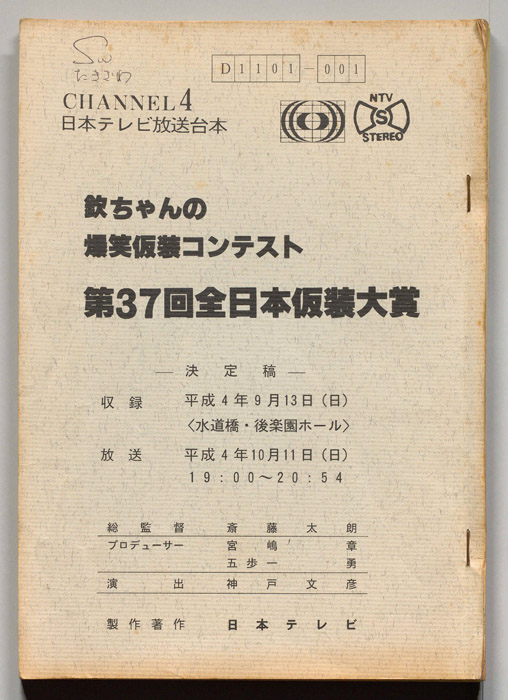 Sw
たきざわ
D1101-001
CHANNEL 4
日本テレビ放送台本
NTV
S
STEREO
欽ちゃんの
爆笑仮装コンテスト
第37回全日本仮装大賞
― 決定稿 ―
収録 平成4年9月13日(日)
〈水道橋・後楽園ホール〉
放送 平成4年10月11日(日)
19:00〜20:54
総監督 斎藤太朗
プロデューサー 宮嶋章
五歩一勇
演出 神戸文彦
製作著作 日本テレビ